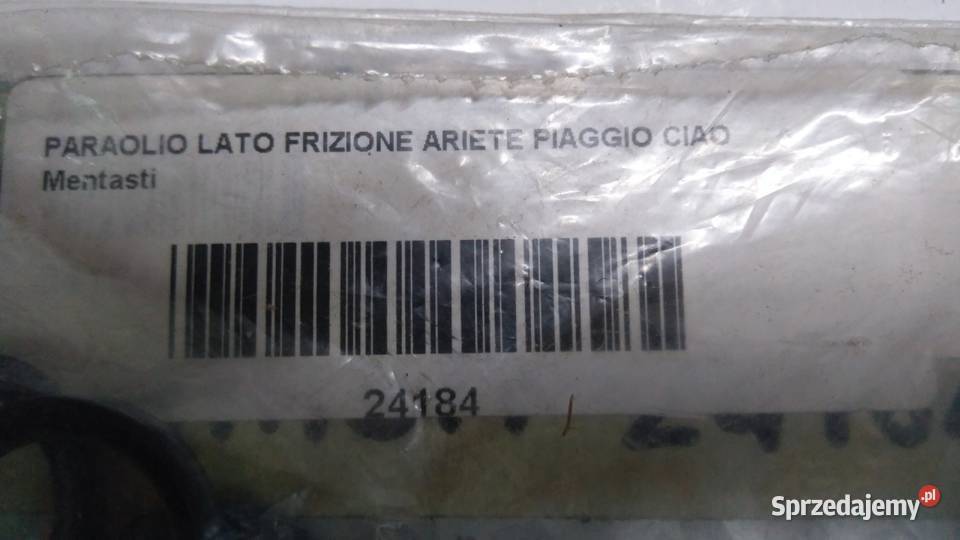 PARAOLIO LATO FRIZIONE ARIETE PIAGGIO CIAO
Mentasti
24184
Sprzedajemy.pl